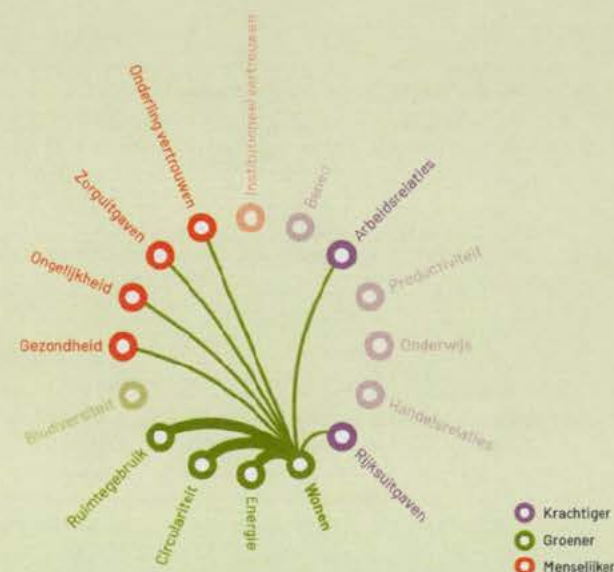 Institutioneel vertrouwen
Banen
Arbeidsrelaties
Productiviteit
Onderwijs
Handelsrelaties
Rijksuitgaven
Wonen
Energie
Circulariteit
Ruimtegebruik
Biodiversiteit
Gezondheid
Ongelijkheid
Zorguitgaven
Onderling vertrouwen
Krachtiger
Groener
Menselijker